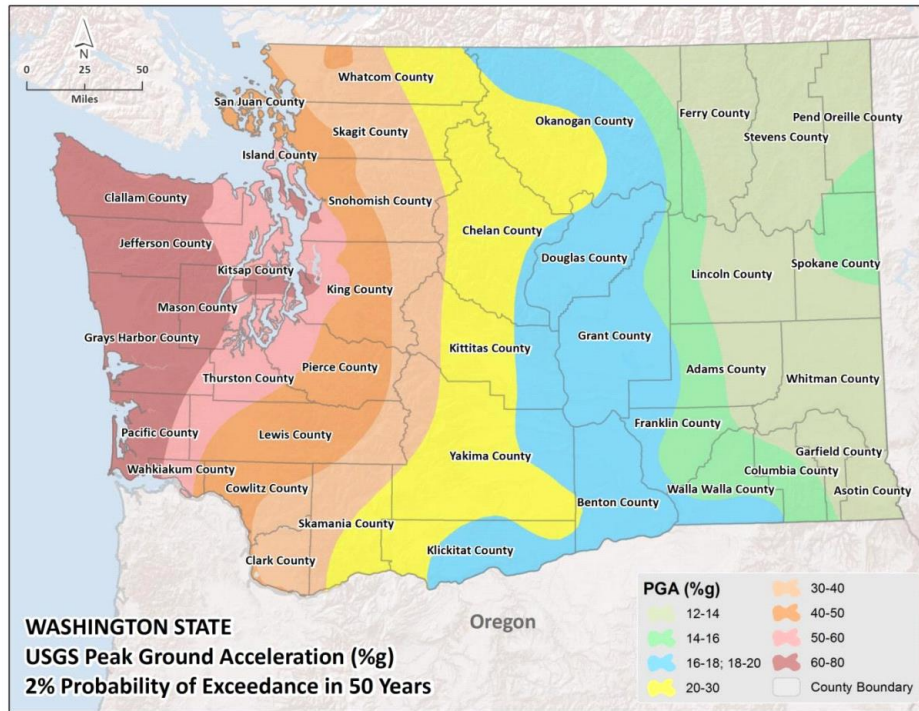 N
0 25 50
Miles
Whatcom County
San Juan County
Skagit County
Island County
Okanogan County
Ferry County
Pend Oreille County
Stevens County
Clallam County
Snohomish County
Jefferson County
Chelan County
Kitsap County
Douglas County
Spokane County
Lincoln County
King County
Mason County
Grays Harbor County
Kittitas County
Grant County
Pierce County
Thurston County
Adams County
Whitman County
Pacific County
Lewis County
Franklin County
Yakima County
Garfield County
Wahkiakum County
Columbia County
Cowlitz County
Walla Walla County
Asotin County
Benton County
Skamania County
Klickitat County
Clark County
Oregon
PGA (%g)
12-14
14-16
16-18; 18-20
20-30
30-40
40-50
50-60
60-80
County Boundary
WASHINGTON STATE
USGS Peak Ground Acceleration (%g)
2% Probability of Exceedance in 50 Years